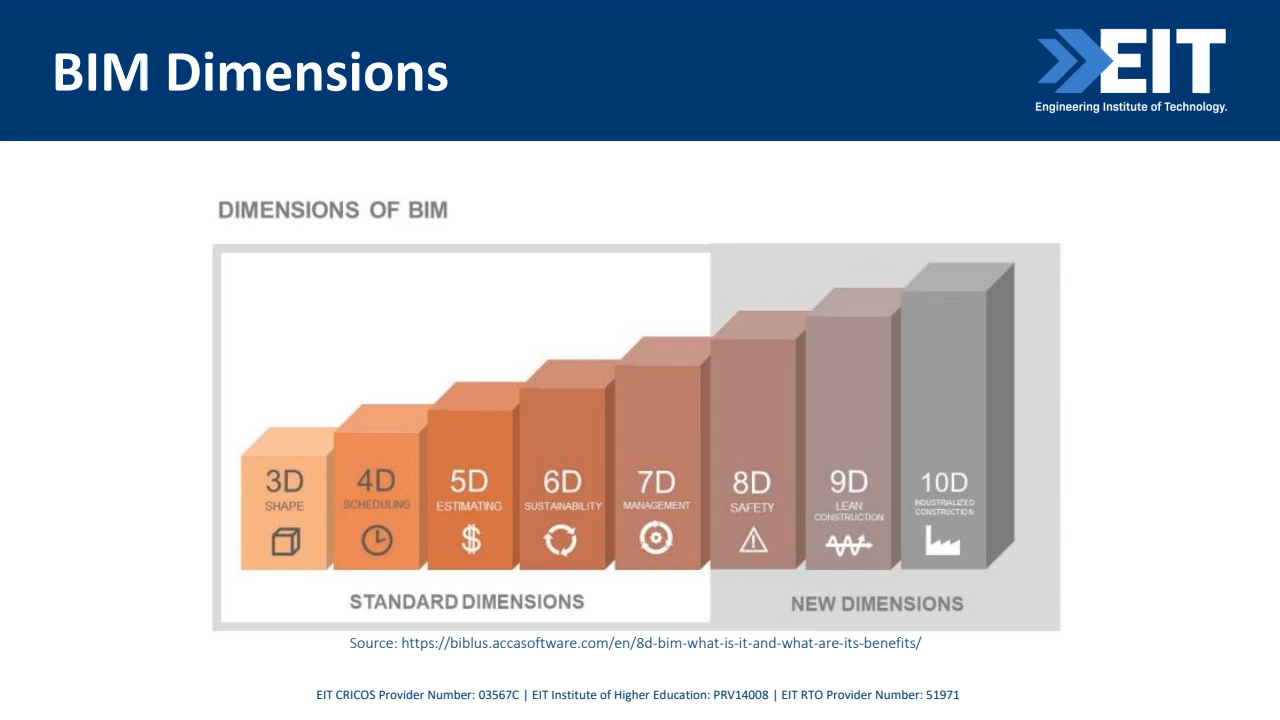 BIM Dimensions
EIT
Engineering Institute of Technology.
DIMENSIONS OF BIM
3D
SHAPE
4D
SCHEDULING
5D
ESTIMATING
$
6D
SUSTAINABILITY
7D
MANAGEMENT
8D
SAFETY
9D
LEAN
CONSTRUCTION
10D
INDUSTRIALIZED
CONSTRUCTION
STANDARD DIMENSIONS
NEW DIMENSIONS
Source: https://biblus.accasoftware.com/en/8d-bim-what-is-it-and-what-are-its-benefits/
EIT CRICOS Provider Number: 03567C | EIT Institute of Higher Education: PRV14008 | EIT RTO Provider Number: 51971